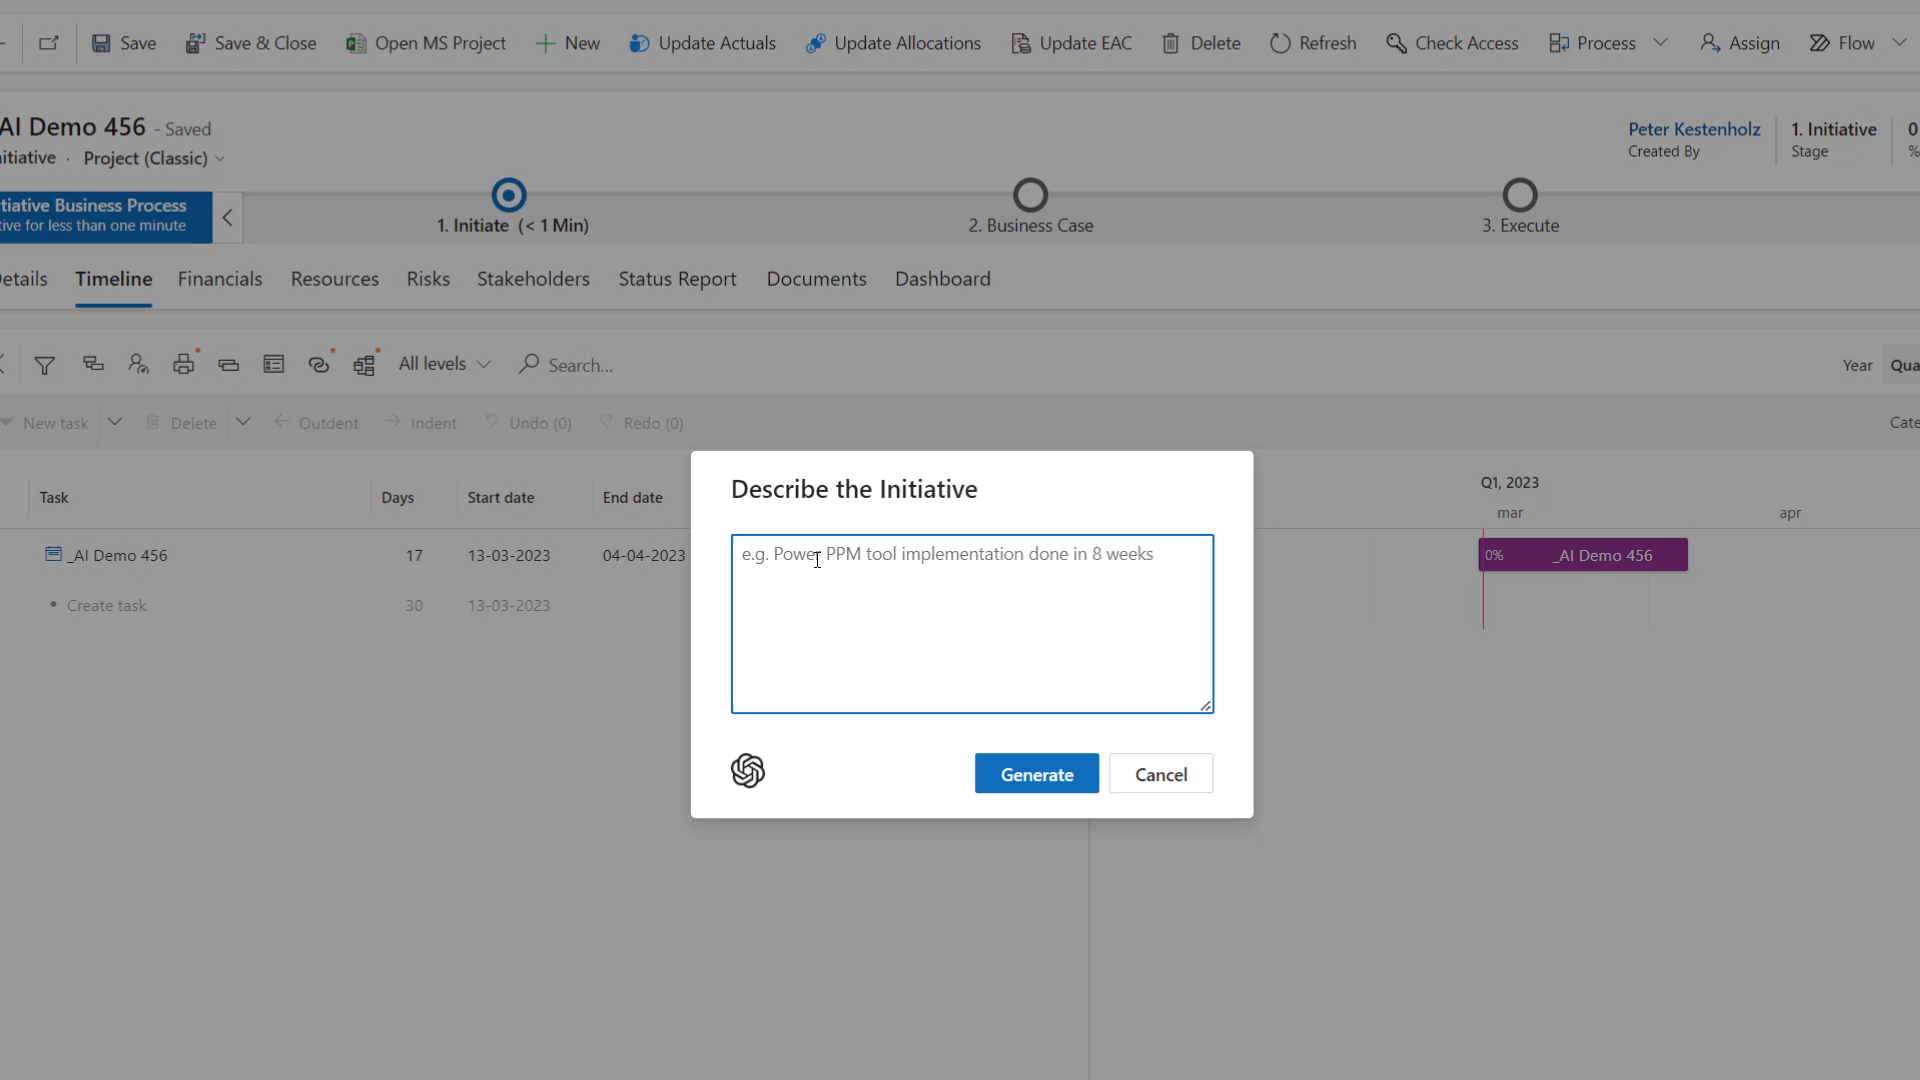 Save Save & Close Open MS Project New Update Actuals Update Allocations Update EAC Delete Refresh Check Access Process Assign Flow
AI Demo 456 - Saved
itiative · Project (Classic)
Peter Kestenholz
Created By
1. Initiative
Stage
0
%
tiative Business Process
tive for less than one minute
1. Initiate (< 1 Min)
2. Business Case
3. Execute
etails Timeline Financials Resources Risks Stakeholders Status Report Documents Dashboard
All levels Search... Year Qua
New task Delete Outdent Indent Undo (0) Redo (0) Cate
Task Days Start date End date
Q1, 2023
mar apr
_AI Demo 456 17 13-03-2023 04-04-2023
0% _AI Demo 456
Create task 30 13-03-2023
Describe the Initiative
e.g. Power PPM tool implementation done in 8 weeks
Generate Cancel